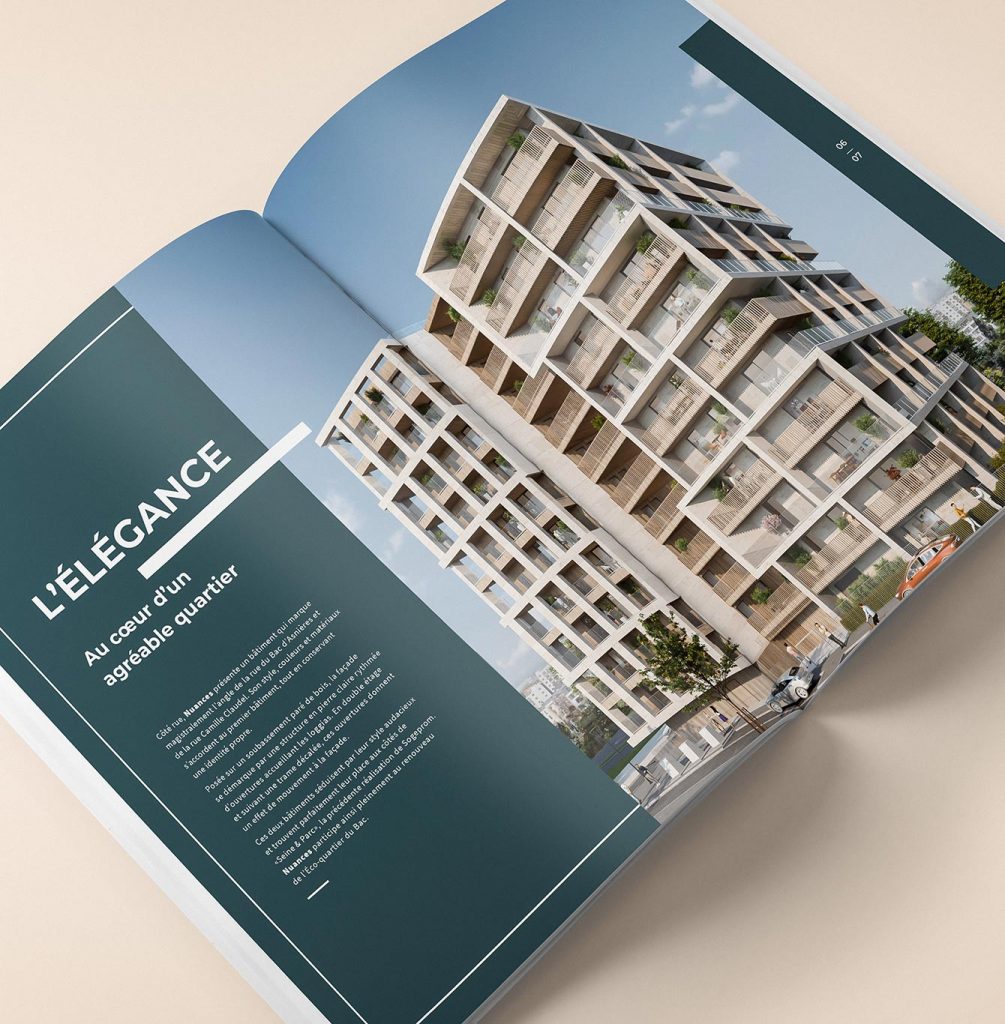 L'ÉLÉGANCE
Au cœur d'un
agréable quartier
Côté rue, Nuances présente un bâtiment qui marque
magistralement l'angle de la rue du Bac d'Asnières et
de la rue Camille Claudel. Son style, couleurs et matériaux
s'accordent au premier bâtiment, tout en conservant
une identité propre.
Posée sur un soubassement paré de bois, la façade
se démarque par une structure en pierre claire rythmée
d'ouvertures accueillant les loggias. En double étage
et suivant une trame décalée, ces ouvertures donnent
un effet de mouvement à la façade.
Ces deux bâtiments séduisent par leur style audacieux
et trouvent parfaitement leur place aux côtés de
«Seine & Parc», la précédente réalisation de Sogeprom.
Nuances participe ainsi pleinement au renouveau
de l'Éco-quartier du Bac.
06 / 07